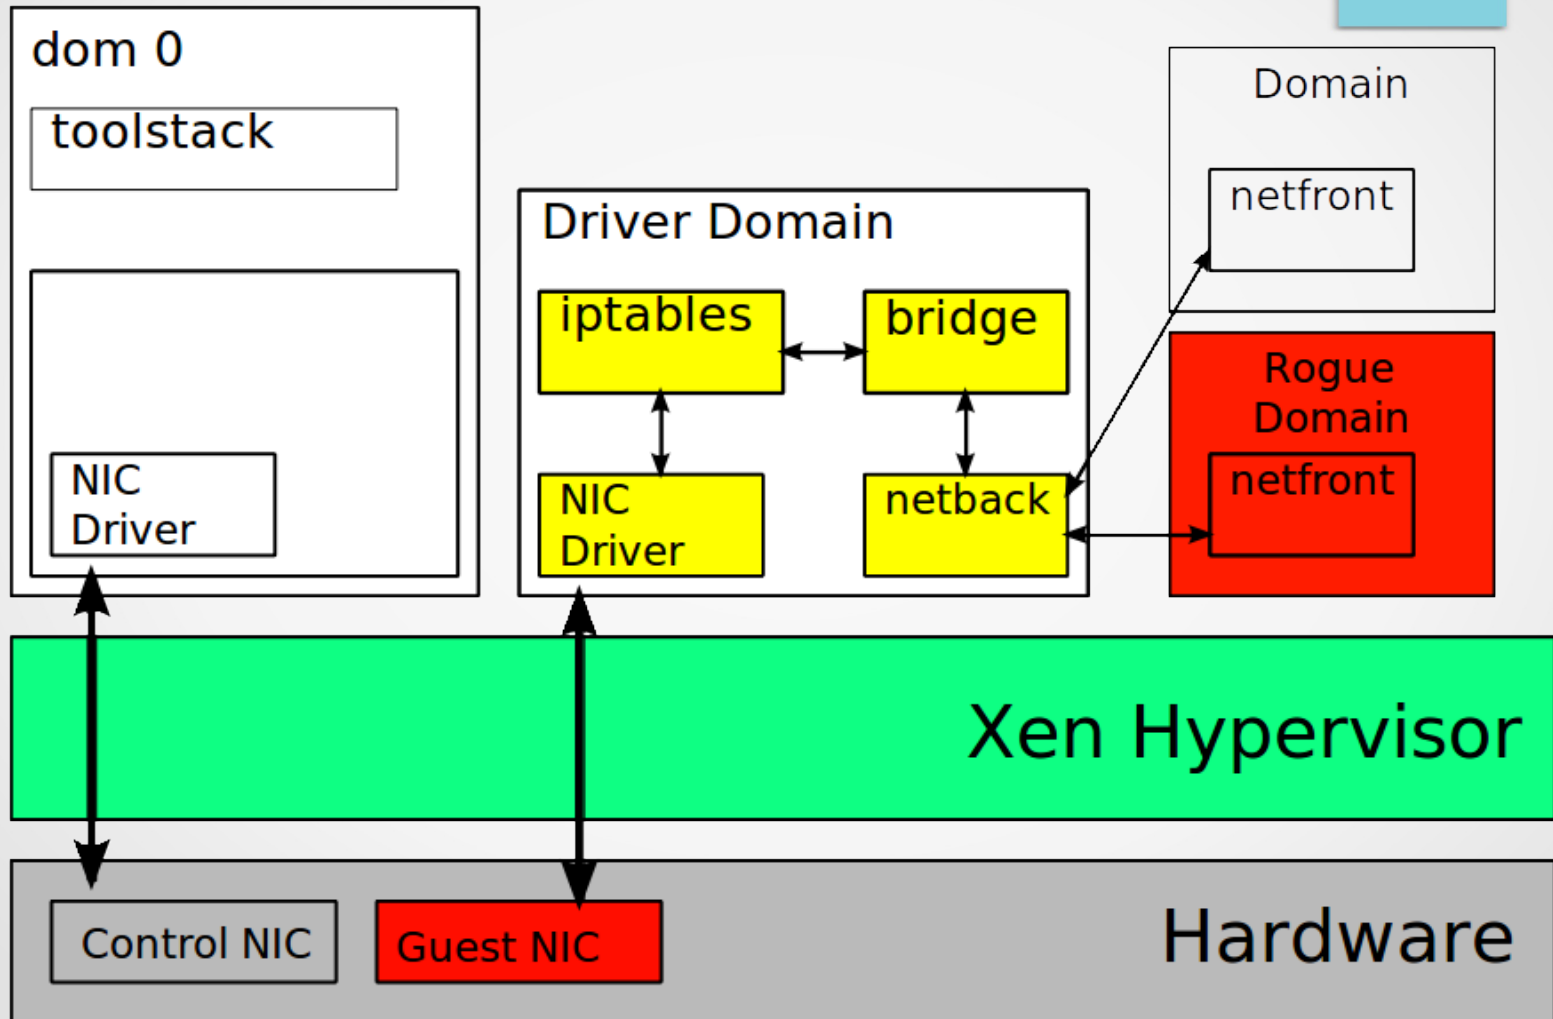 dom 0
toolstack
NIC
Driver
Driver Domain
iptables
bridge
NIC
Driver
netback
Domain
netfront
Rogue
Domain
netfront
Xen Hypervisor
Control NIC
Guest NIC
Hardware